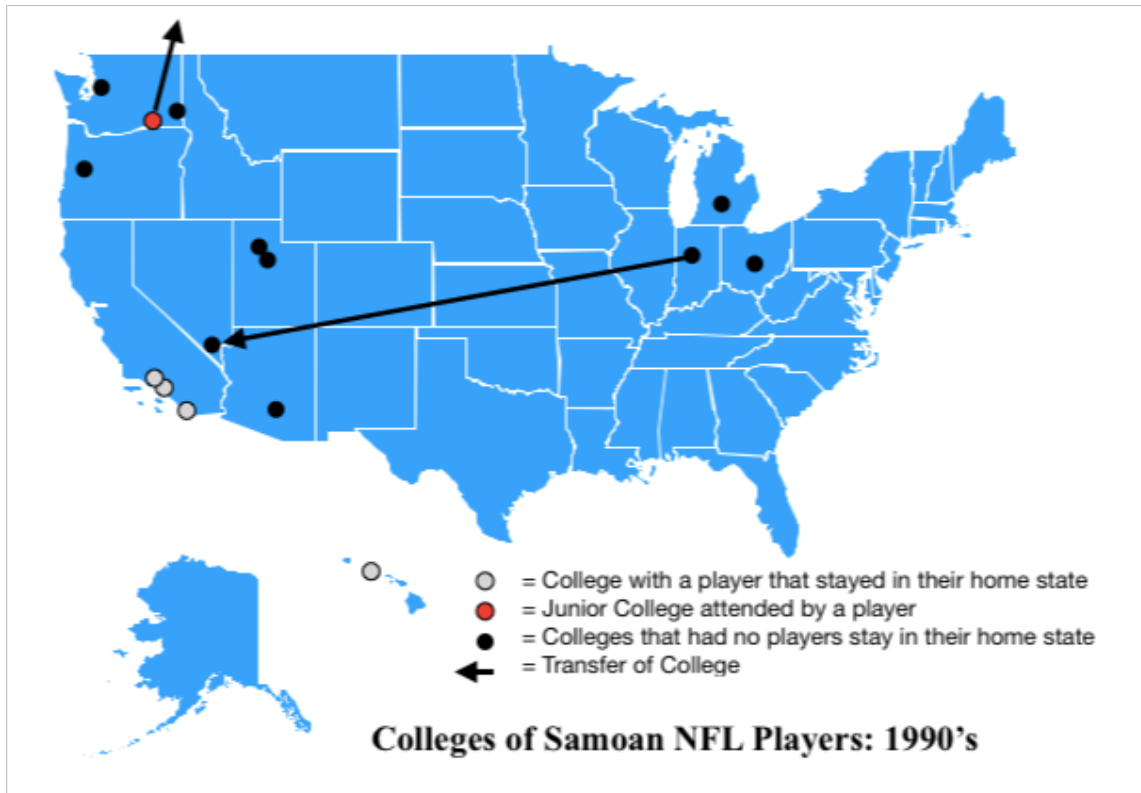 = College with a player that stayed in their home state
= Junior College attended by a player
= Colleges that had no players stay in their home state
= Transfer of College
Colleges of Samoan NFL Players: 1990's